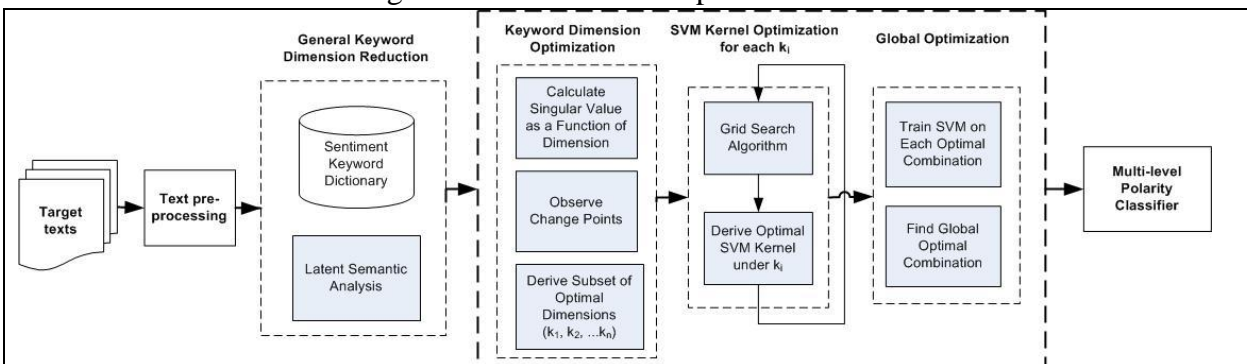 General Keyword
Dimension Reduction
Keyword Dimension
Optimization
SVM Kernel Optimization
for each kᵢ
Global Optimization
Target
texts
Text pre-
processing
Sentiment
Keyword
Dictionary
Latent Semantic
Analysis
Calculate
Singular Value
as a Function of
Dimension
Observe
Change Points
Derive Subset of
Optimal
Dimensions
(k₁, k₂, ...kₙ)
Grid Search
Algorithm
Derive Optimal
SVM Kernel
under kᵢ
Train SVM on
Each Optimal
Combination
Find Global
Optimal
Combination
Multi-level
Polarity
Classifier